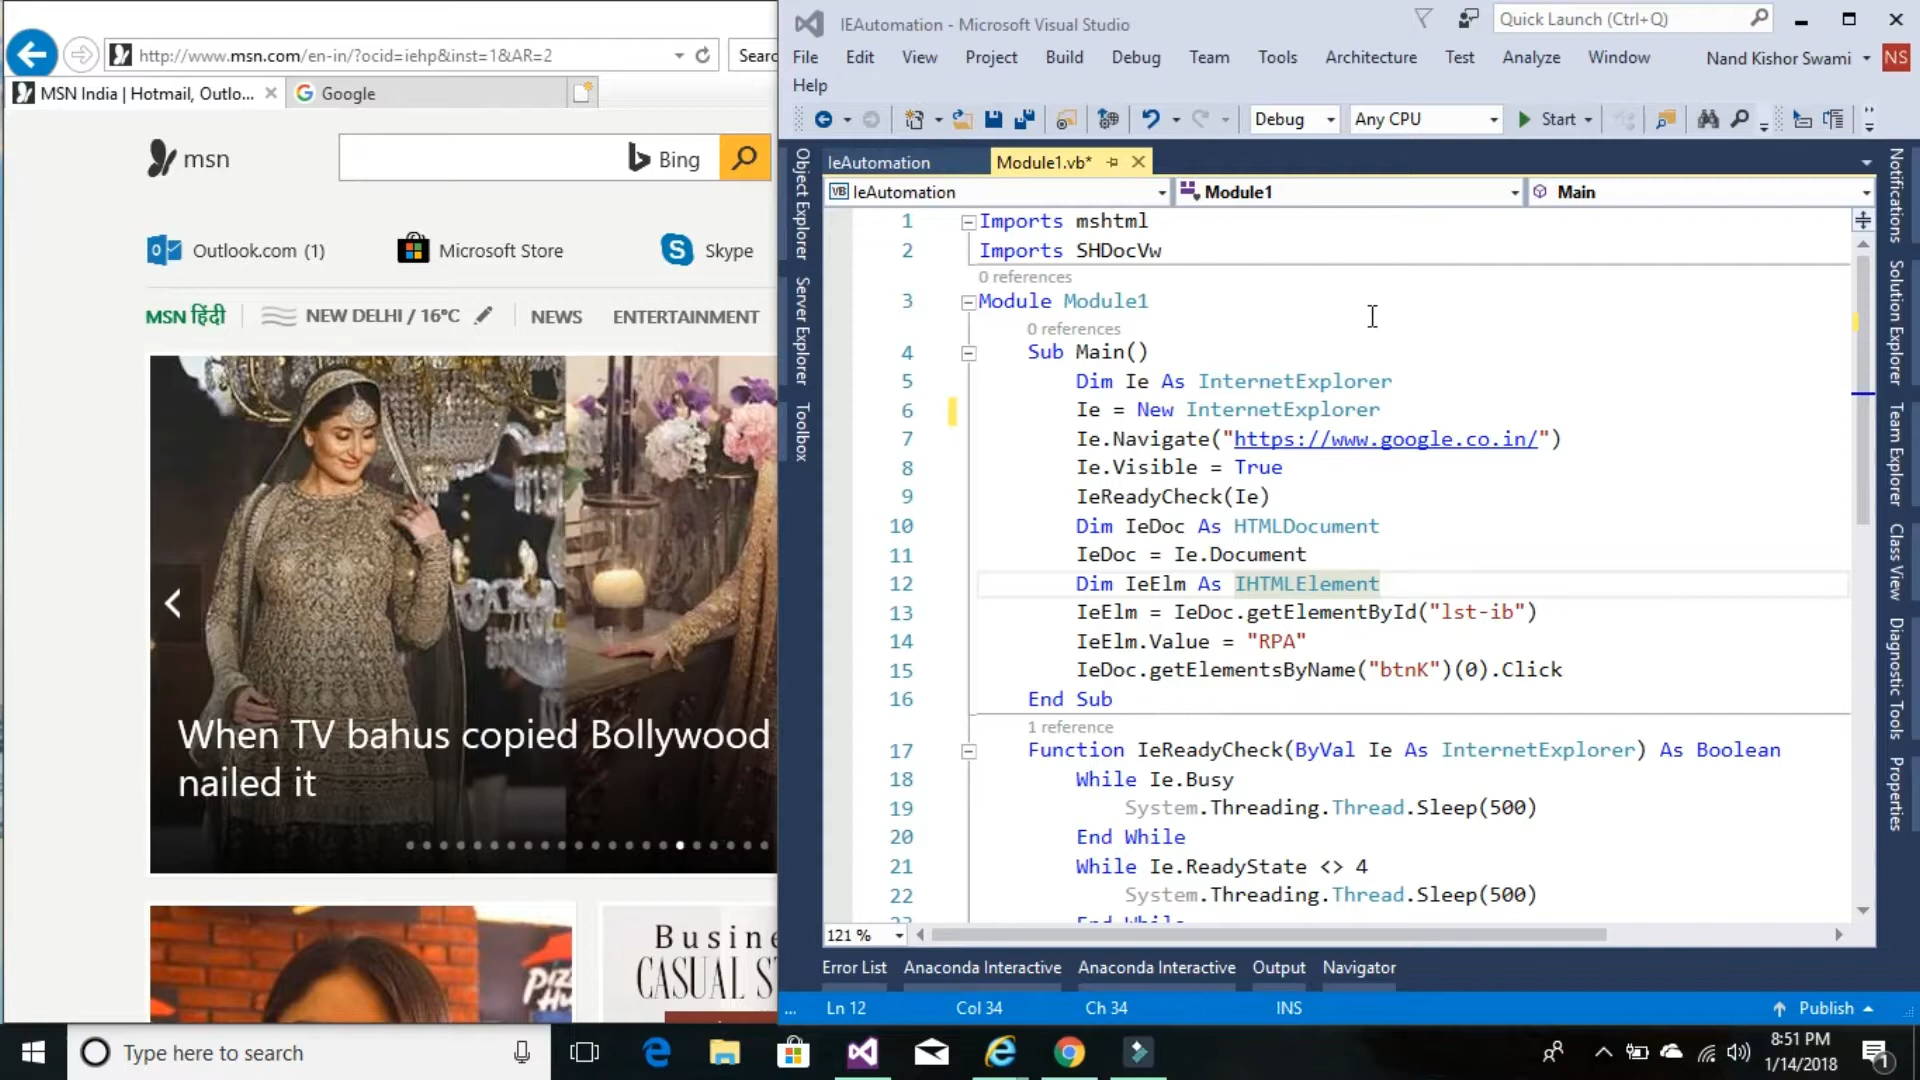 IEAutomation - Microsoft Visual Studio
Quick Launch (Ctrl+Q)
http://www.msn.com/en-in/?ocid=iehp&inst=1&AR=2
Searc
File Edit View Project Build Debug Team Tools Architecture Test Analyze Window
Nand Kishor Swami
NS
Help
MSN India | Hotmail, Outlo...
Google
Debug
Any CPU
Start
msn
Bing
Outlook.com (1)
Microsoft Store
Skype
MSN हिंदी
NEW DELHI / 16°C
NEWS
ENTERTAINMENT
When TV bahus copied Bollywood
nailed it
Busine
CASUAL S
Object Explorer
Server Explorer
Toolbox
IeAutomation
Module1.vb*
VB IeAutomation
Module1
Main
1 Imports mshtml
2 Imports SHDocVw
0 references
3 Module Module1
0 references
4 Sub Main()
5 Dim Ie As InternetExplorer
6 Ie = New InternetExplorer
7 Ie.Navigate("https://www.google.co.in/")
8 Ie.Visible = True
9 IeReadyCheck(Ie)
10 Dim IeDoc As HTMLDocument
11 IeDoc = Ie.Document
12 Dim IeElm As IHTMLElement
13 IeElm = IeDoc.getElementById("lst-ib")
14 IeElm.Value = "RPA"
15 IeDoc.getElementsByName("btnK")(0).Click
16 End Sub
1 reference
17 Function IeReadyCheck(ByVal Ie As InternetExplorer) As Boolean
18 While Ie.Busy
19 System.Threading.Thread.Sleep(500)
20 End While
21 While Ie.ReadyState <> 4
22 System.Threading.Thread.Sleep(500)
23 End While
121 %
Notifications
Solution Explorer
Team Explorer
Class View
Diagnostic Tools
Properties
Error List Anaconda Interactive Anaconda Interactive Output Navigator
... Ln 12 Col 34 Ch 34 INS
Publish
Type here to search
8:51 PM
1/14/2018
1